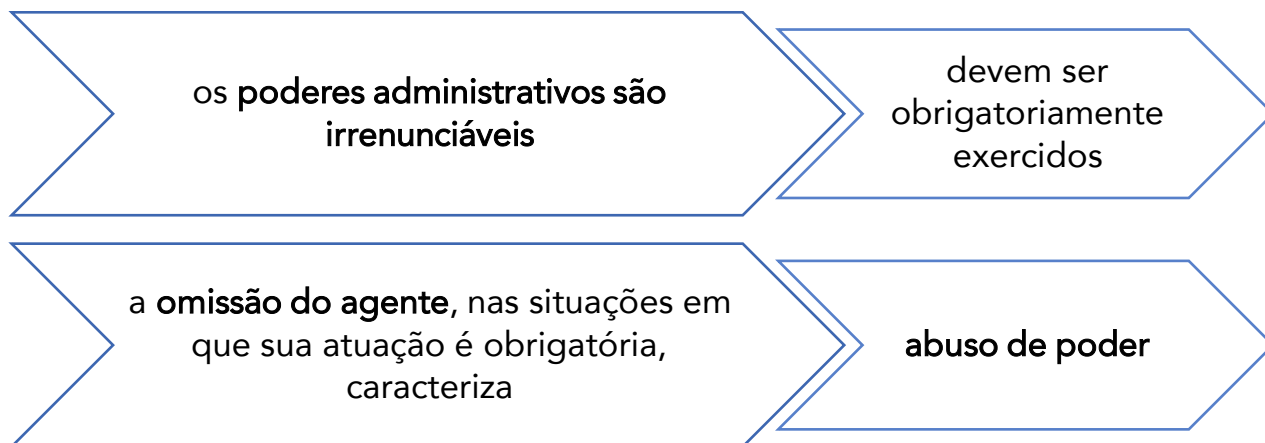 os poderes administrativos são
irrenunciáveis
devem ser
obrigatoriamente
exercidos
a omissão do agente, nas situações em
que sua atuação é obrigatória,
caracteriza
abuso de poder